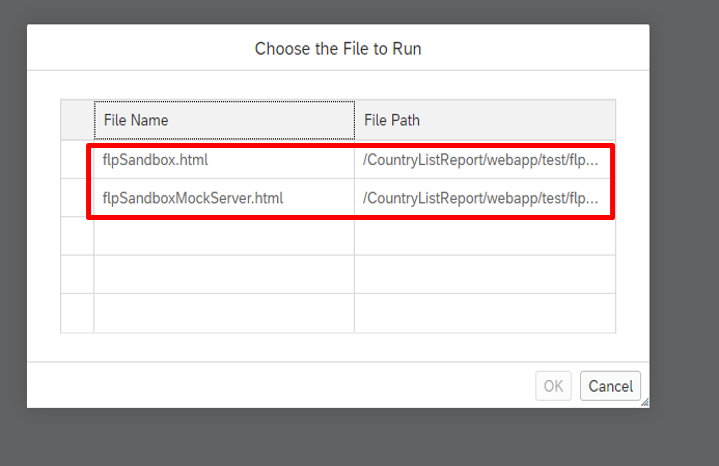 Choose the File to Run
File Name File Path
flpSandbox.html /CountryListReport/webapp/test/flp...
flpSandboxMockServer.html /CountryListReport/webapp/test/flp...
OK Cancel